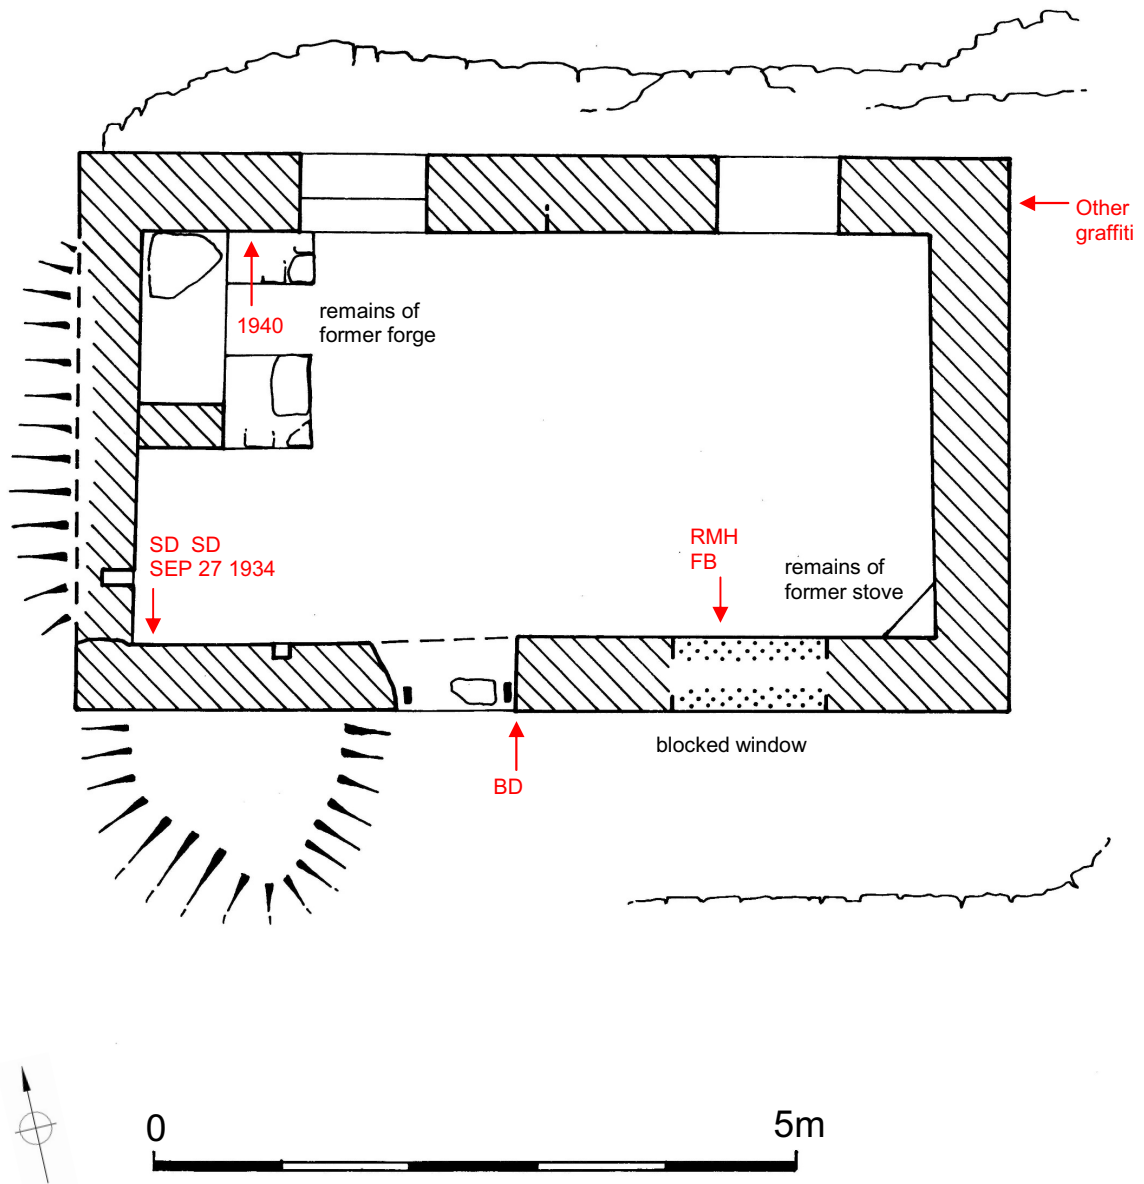 Other
graffiti
1940
remains of
former forge
SD SD
SEP 27 1934
RMH
FB
remains of
former stove
blocked window
BD
0
5m